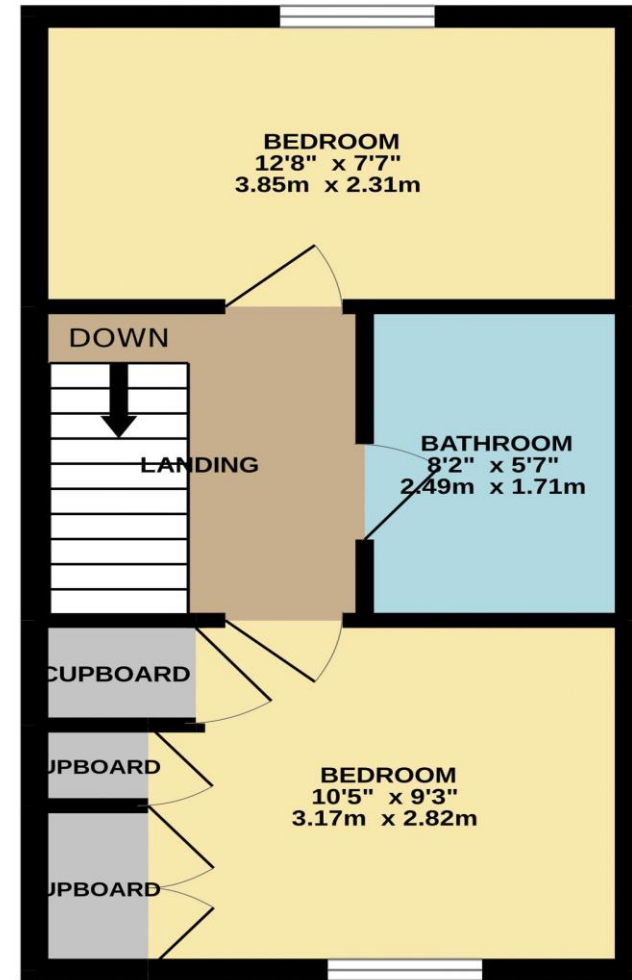 BEDROOM
12'8" x 7'7"
3.85m x 2.31m
DOWN
LANDING
BATHROOM
8'2" x 5'7"
2.49m x 1.71m
CUPBOARD
UPBOARD
BEDROOM
10'5" x 9'3"
3.17m x 2.82m
UPBOARD